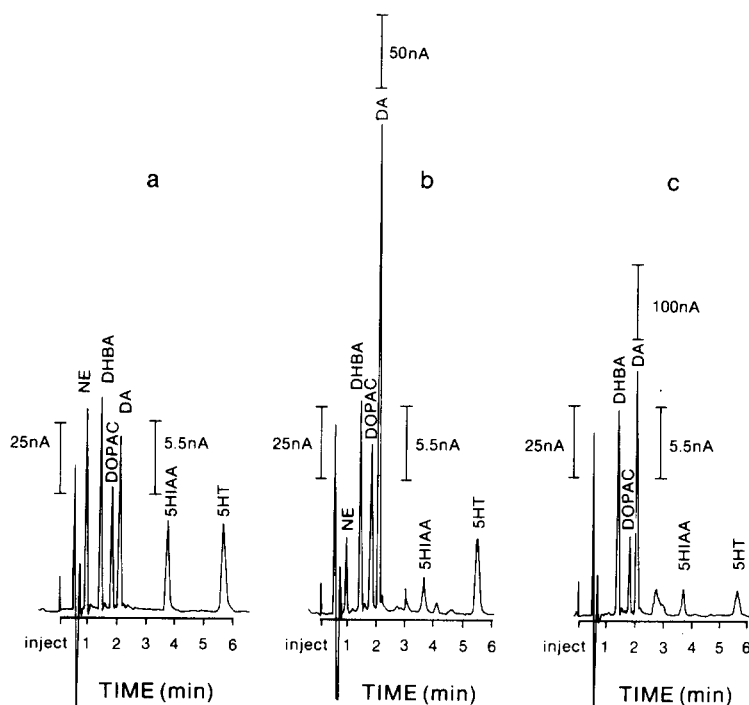 a
NE
DHBA
DOPAC
DA
25nA
5.5nA
5HIAA
5HT
inject 1 2 3 4 5 6
TIME (min)
b
50nA
DA
DHBA
DOPAC
25nA
5.5nA
NE
5HIAA
5HT
inject 1 2 3 4 5 6
TIME (min)
c
100nA
DHBA
DA
25nA
5.5nA
DOPAC
5HIAA
5HT
inject 1 2 3 4 5 6
TIME (min)